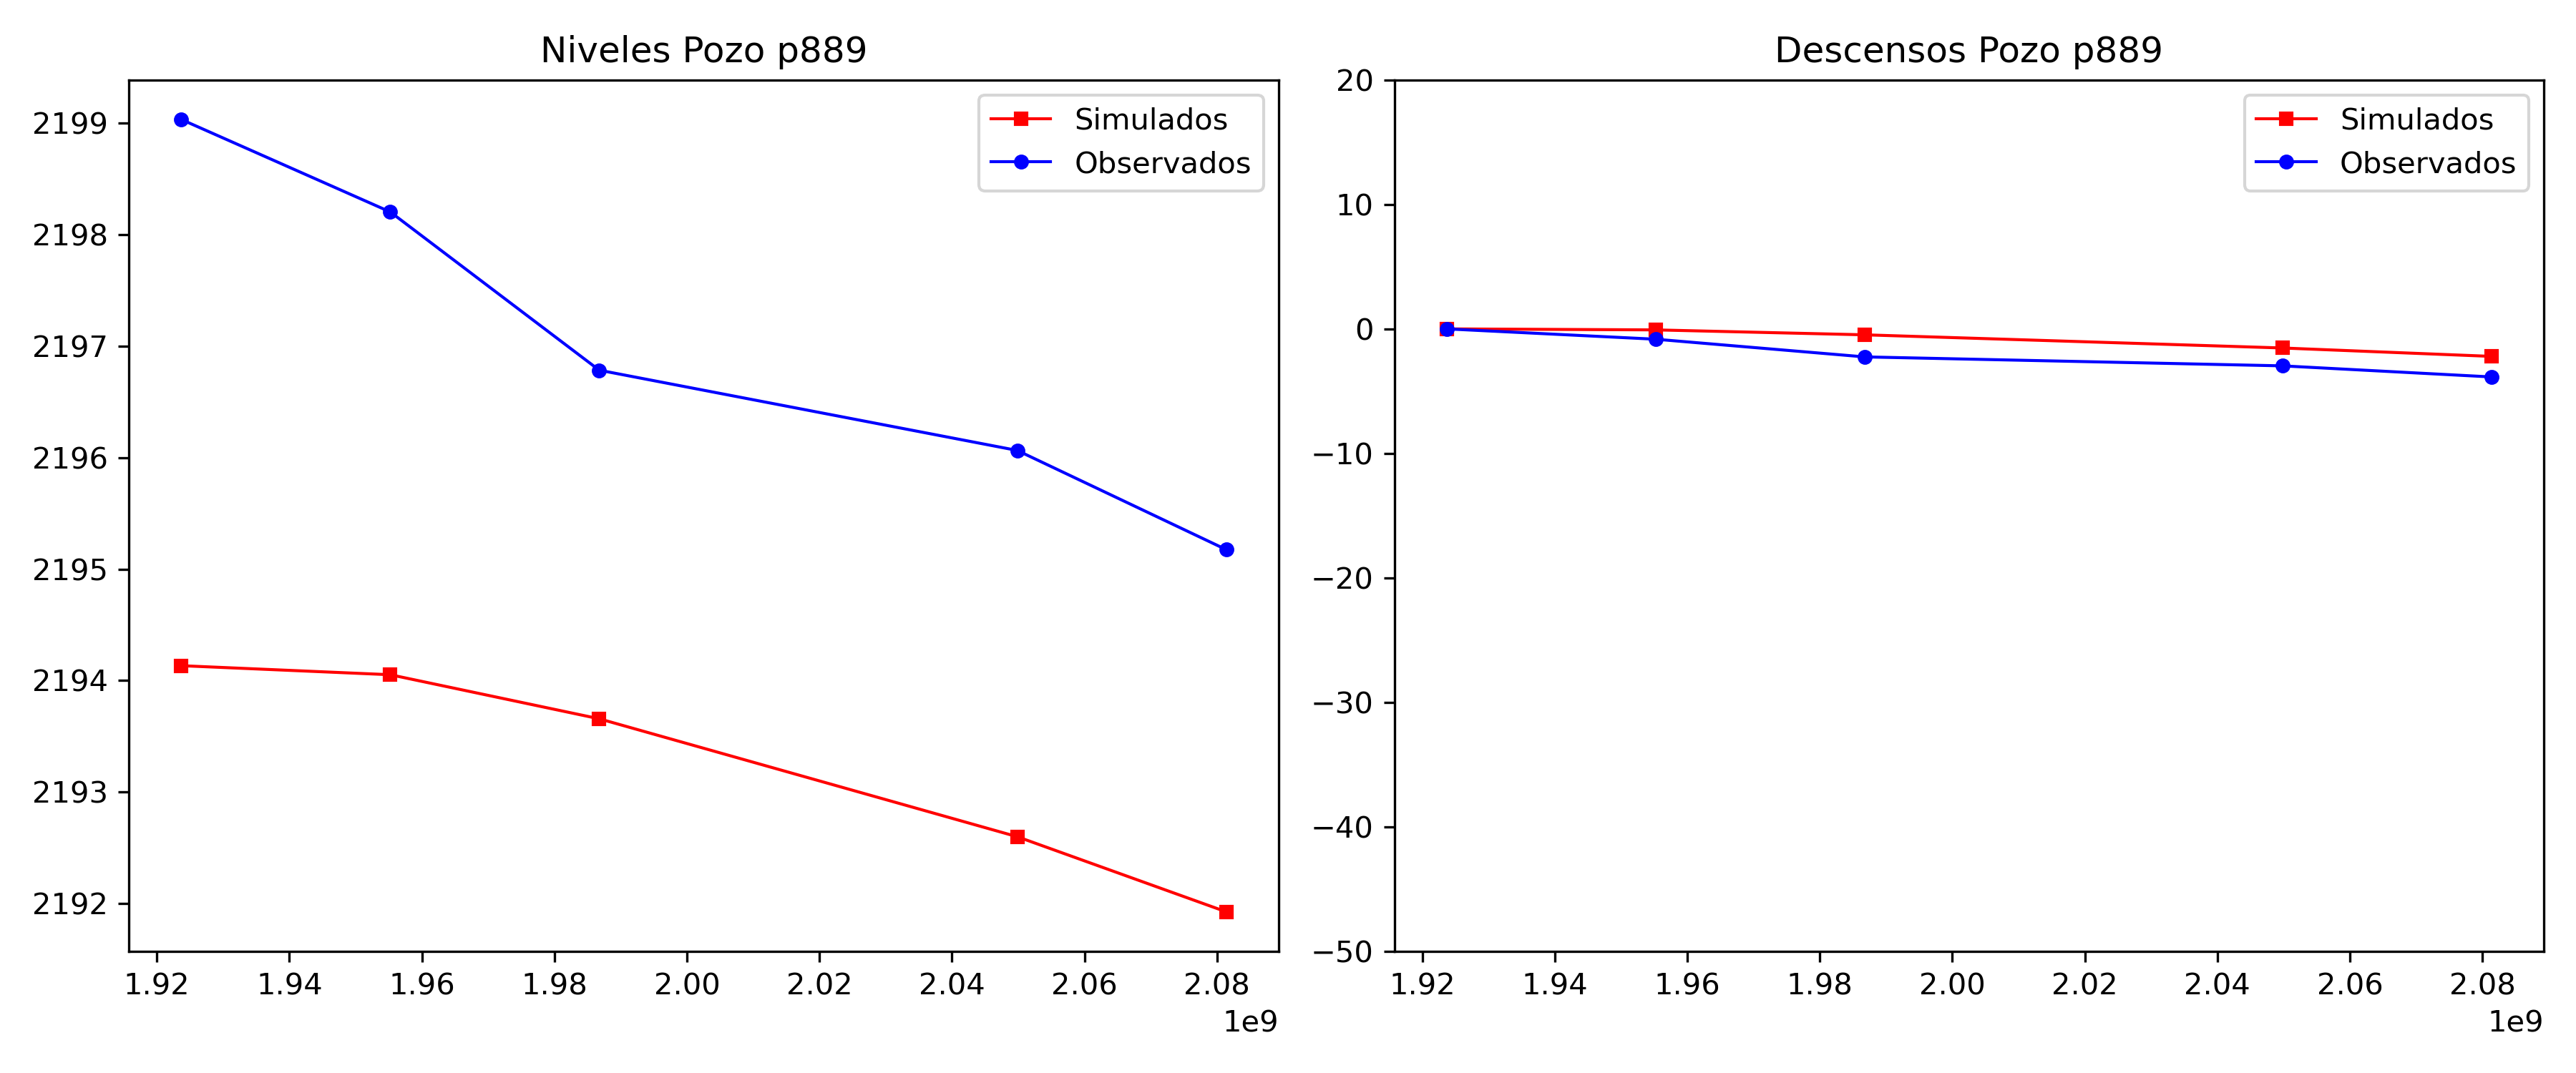 Niveles Pozo p889
Simulados
Observados
2199
2198
2197
2196
2195
2194
2193
2192
1.92 1.94 1.96 1.98 2.00 2.02 2.04 2.06 2.08
1e9
Descensos Pozo p889
Simulados
Observados
20
10
0
−10
−20
−30
−40
−50
1.92 1.94 1.96 1.98 2.00 2.02 2.04 2.06 2.08
1e9